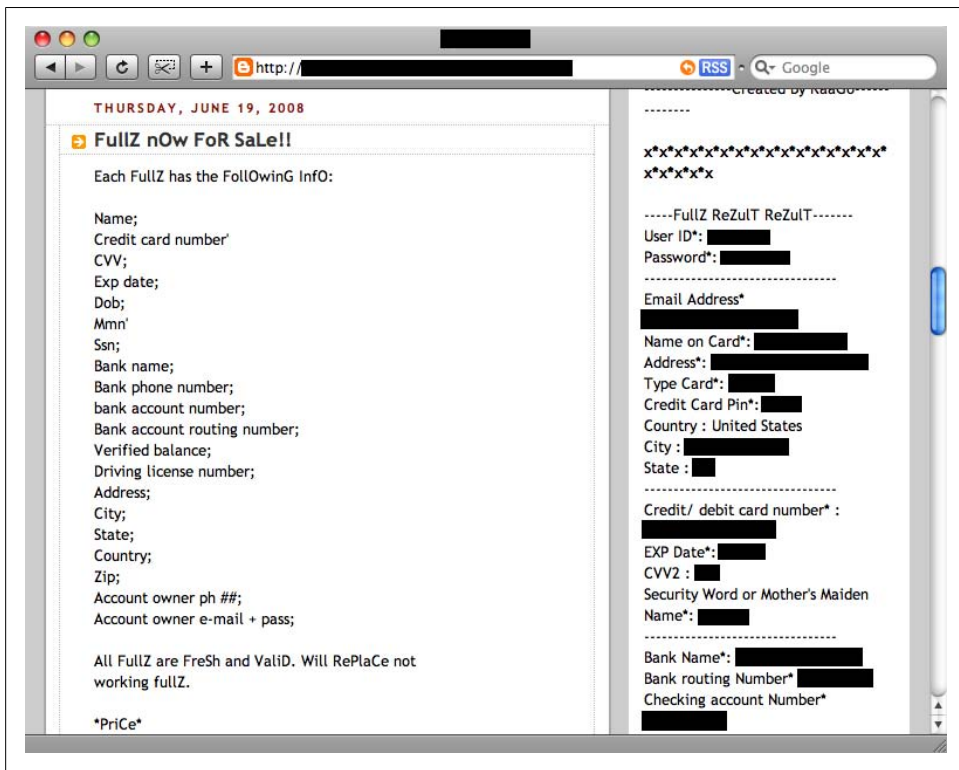 http://
RSS
Google
THURSDAY, JUNE 19, 2008
FullZ nOw FoR SaLe!!
Each FullZ has the FollOwinG InfO:
Name;
Credit card number'
CVV;
Exp date;
Dob;
Mmn'
Ssn;
Bank name;
Bank phone number;
bank account number;
Bank account routing number;
Verified balance;
Driving license number;
Address;
City;
State;
Country;
Zip;
Account owner ph ##;
Account owner e-mail + pass;
All FullZ are FreSh and ValiD. Will RePlaCe not
working fullZ.
*PriCe*
---------------Created by RaaGo------
--------
x*x*x*x*x*x*x*x*x*x*x*x*x*x*x*x*
x*x*x*x*x
-----FullZ ReZulT ReZulT-------
User ID*:
Password*:
---------------------------------
Email Address*
Name on Card*:
Address*:
Type Card*:
Credit Card Pin*:
Country : United States
City :
State :
---------------------------------
Credit/ debit card number* :
EXP Date*:
CVV2 :
Security Word or Mother's Maiden
Name*:
---------------------------------
Bank Name*:
Bank routing Number*
Checking account Number*